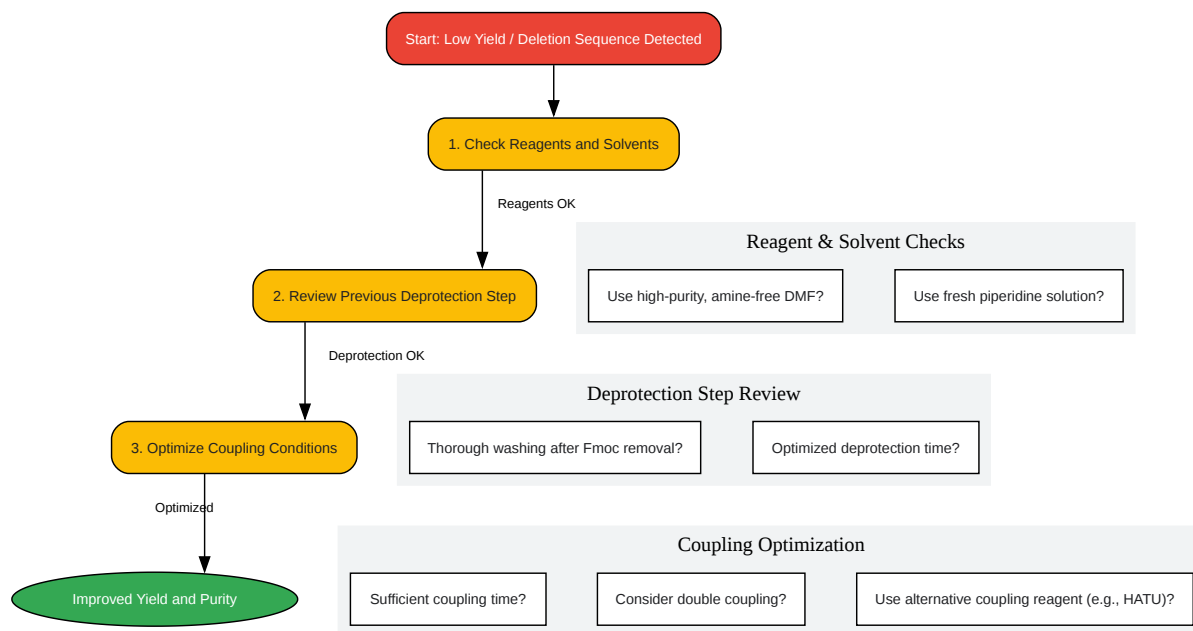 Start: Low Yield / Deletion Sequence Detected
1. Check Reagents and Solvents
Reagents OK
Reagent & Solvent Checks
2. Review Previous Deprotection Step
Use high-purity, amine-free DMF?
Use fresh piperidine solution?
Deprotection OK
Deprotection Step Review
3. Optimize Coupling Conditions
Thorough washing after Fmoc removal?
Optimized deprotection time?
Optimized
Coupling Optimization
Improved Yield and Purity
Sufficient coupling time?
Consider double coupling?
Use alternative coupling reagent (e.g., HATU)?